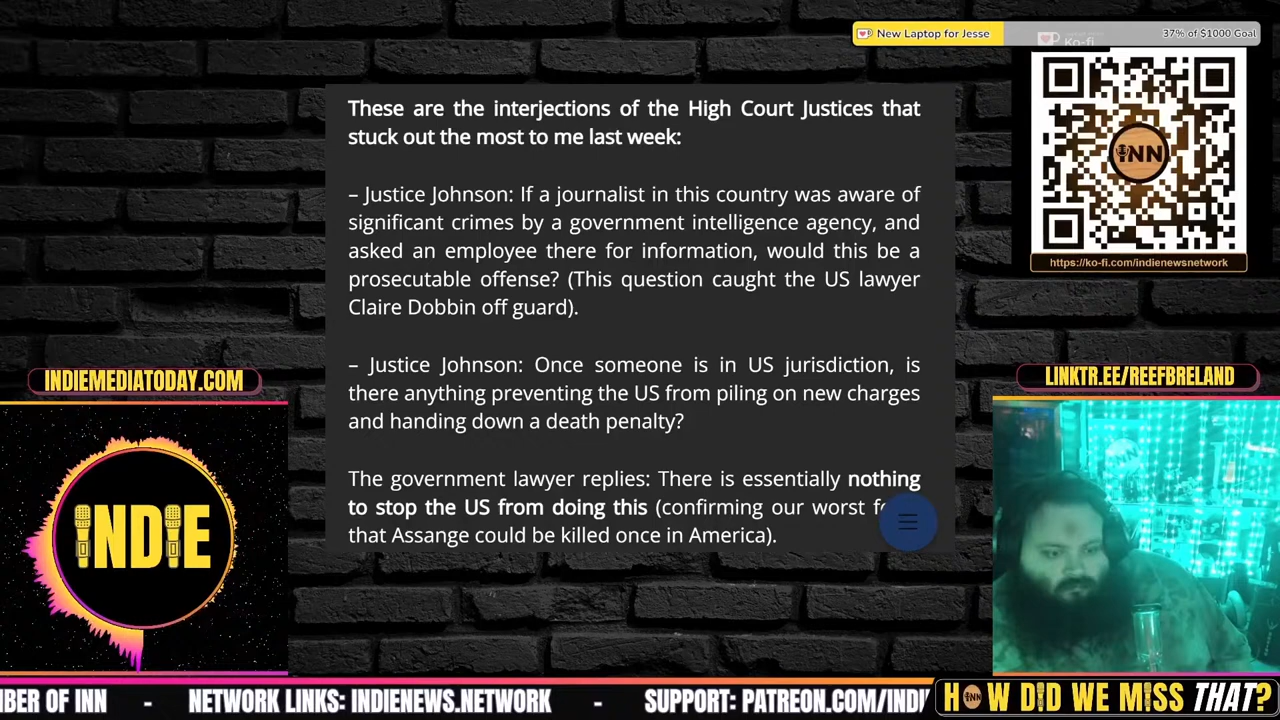 New Laptop for Jesse
37% of $1000 Goal
Ko-fi
These are the interjections of the High Court Justices that
stuck out the most to me last week:
– Justice Johnson: If a journalist in this country was aware of
significant crimes by a government intelligence agency, and
asked an employee there for information, would this be a
prosecutable offense? (This question caught the US lawyer
Claire Dobbin off guard).
– Justice Johnson: Once someone is in US jurisdiction, is
there anything preventing the US from piling on new charges
and handing down a death penalty?
The government lawyer replies: There is essentially nothing
to stop the US from doing this (confirming our worst
that Assange could be killed once in America).
INN
https://ko-fi.com/indienewsnetwork
INDIEMEDIATODAY.COM
LINKTR.EE/REEFBRELAND
INDIE
MBER OF INN - NETWORK LINKS: INDIENEWS.NETWORK - SUPPORT: PATREON.COM/INDI
HOW DID WE MISS THAT?